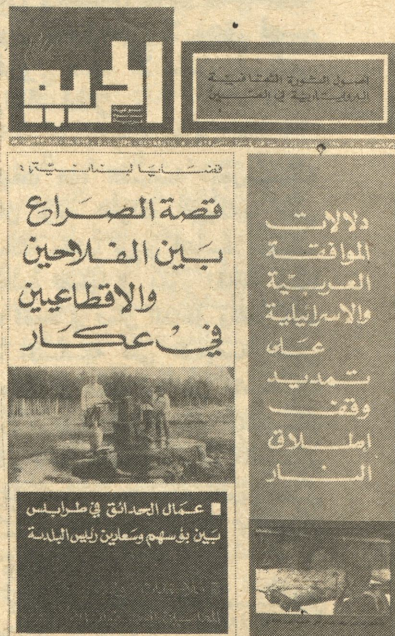 الحرية
أصول الثورة الثقافية
البروليتارية في الصين
قضايا لبنانية:
قصة الصراع
بين الفلاحين
والاقطاعيين
في عكار
دلالات
الموافقة
العربية
والاسرائيلية
على
تمديد
وقف
اطلاق
النار
■ عمال الحدائق في طرابلس
بين بؤسهم وسعادين رئيس البلدية